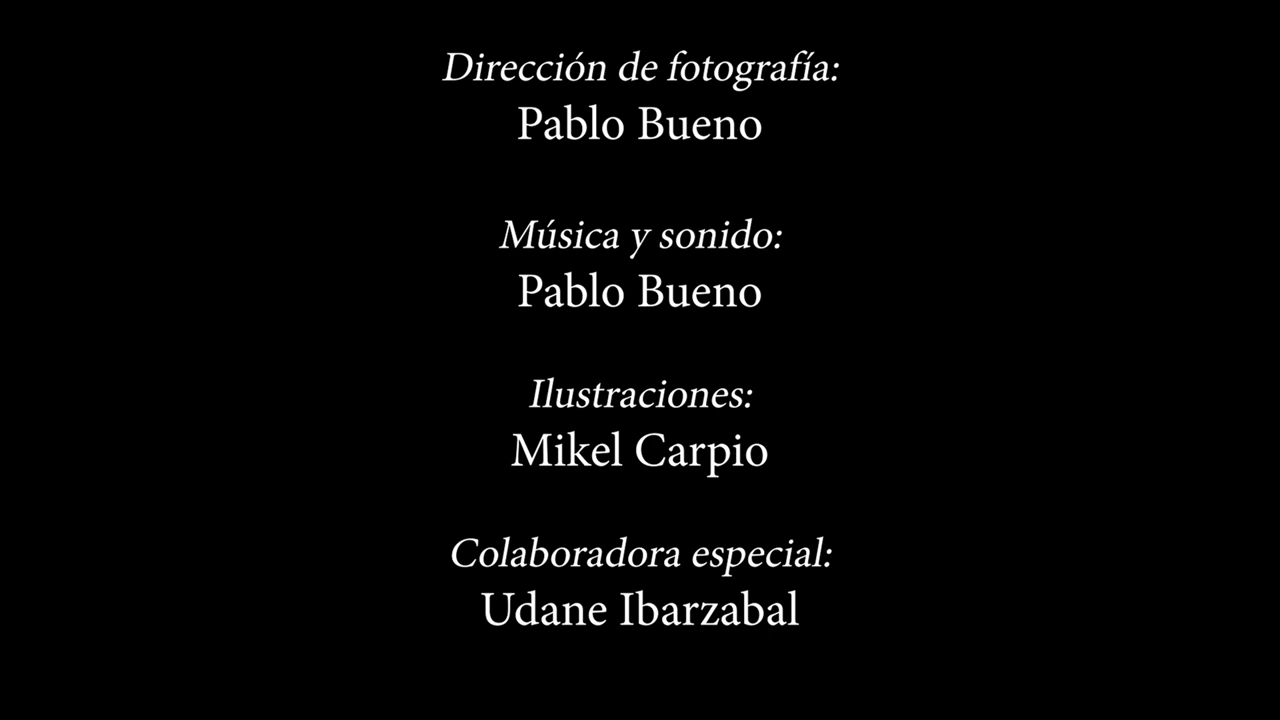 Dirección de fotografía:
Pablo Bueno
Música y sonido:
Pablo Bueno
Ilustraciones:
Mikel Carpio
Colaboradora especial:
Udane Ibarzabal